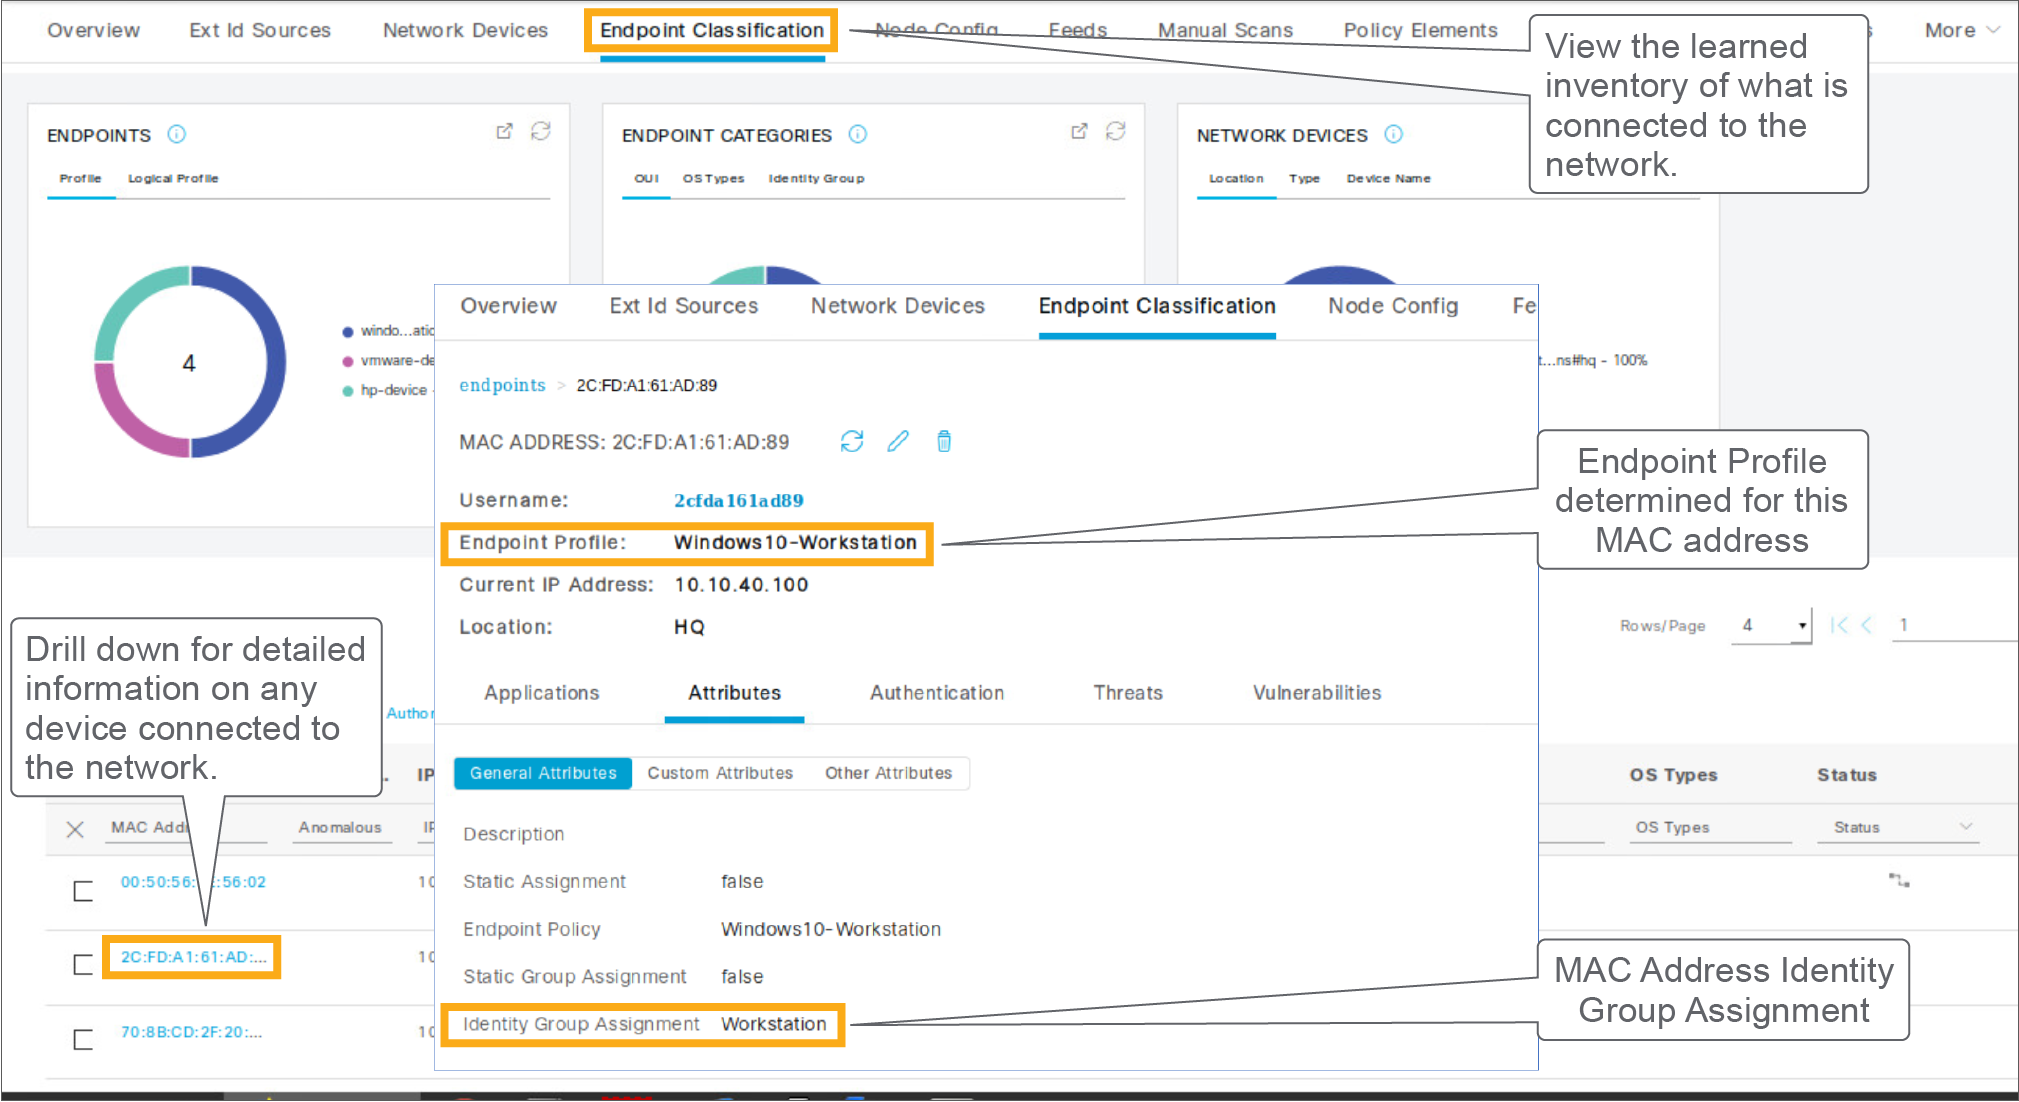 Overview Ext Id Sources Network Devices Endpoint Classification Node Config Feeds Manual Scans Policy Elements More
View the learned
inventory of what is
connected to the
network.
ENDPOINTS
Profile Logical Profile
4
windo...atio
vmware-de
hp-device -
ENDPOINT CATEGORIES
OUI OS Types Identity Group
NETWORK DEVICES
Location Type Device Name
t...ns#hq - 100%
Overview Ext Id Sources Network Devices Endpoint Classification Node Config Fe
endpoints > 2C:FD:A1:61:AD:89
MAC ADDRESS: 2C:FD:A1:61:AD:89
Username: 2cfda161ad89
Endpoint Profile: Windows10-Workstation
Current IP Address: 10.10.40.100
Location: HQ
Endpoint Profile
determined for this
MAC address
Applications Attributes Authentication Threats Vulnerabilities
General Attributes Custom Attributes Other Attributes
Description
Static Assignment false
Endpoint Policy Windows10-Workstation
Static Group Assignment false
Identity Group Assignment Workstation
MAC Address Identity
Group Assignment
Drill down for detailed
information on any
device connected to
the network.
Rows/Page 4 1
Author
IP OS Types Status
MAC Addr Anomalous IP OS Types Status
00:50:56: :56:02 10
2C:FD:A1:61:AD:... 10
70:8B:CD:2F:20:... 10